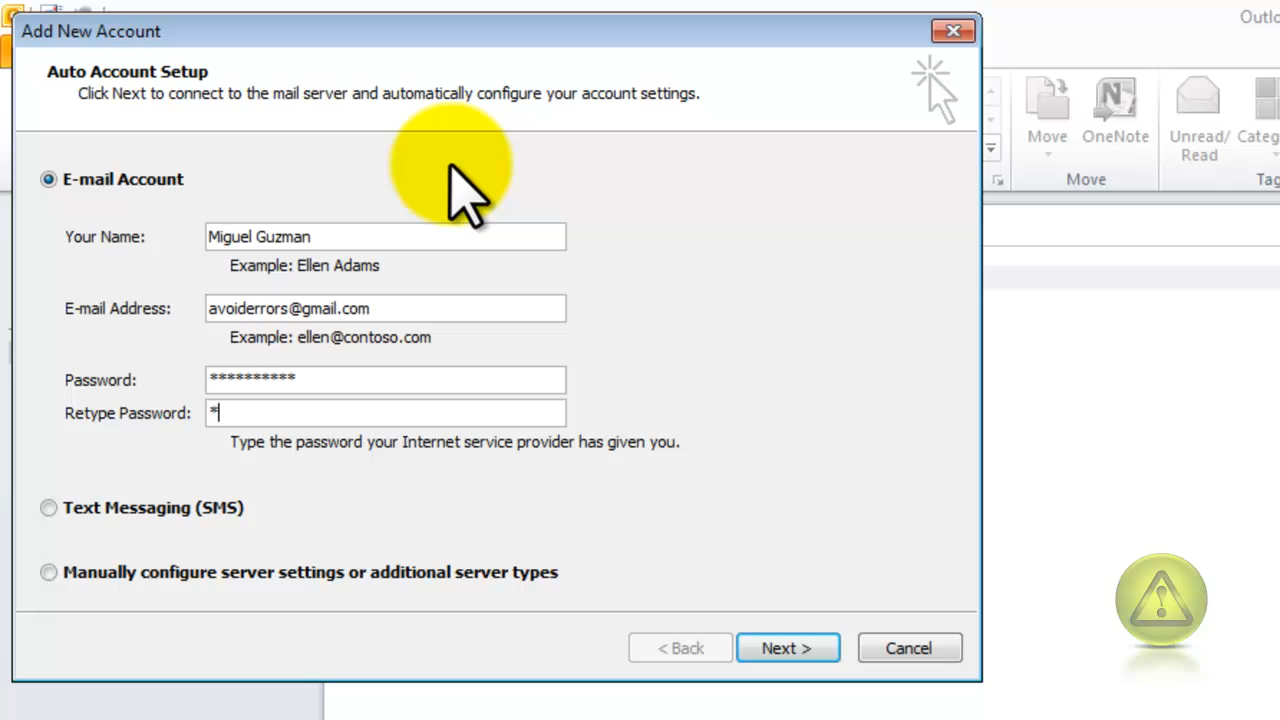 Add New Account
Outlo
Auto Account Setup
Click Next to connect to the mail server and automatically configure your account settings.
Move
OneNote
Unread/
Read
Categ
Move
Tag
E-mail Account
Your Name:
Miguel Guzman
Example: Ellen Adams
E-mail Address:
avoiderrors@gmail.com
Example: ellen@contoso.com
Password:
**********
Retype Password:
*
Type the password your Internet service provider has given you.
Text Messaging (SMS)
Manually configure server settings or additional server types
< Back
Next >
Cancel